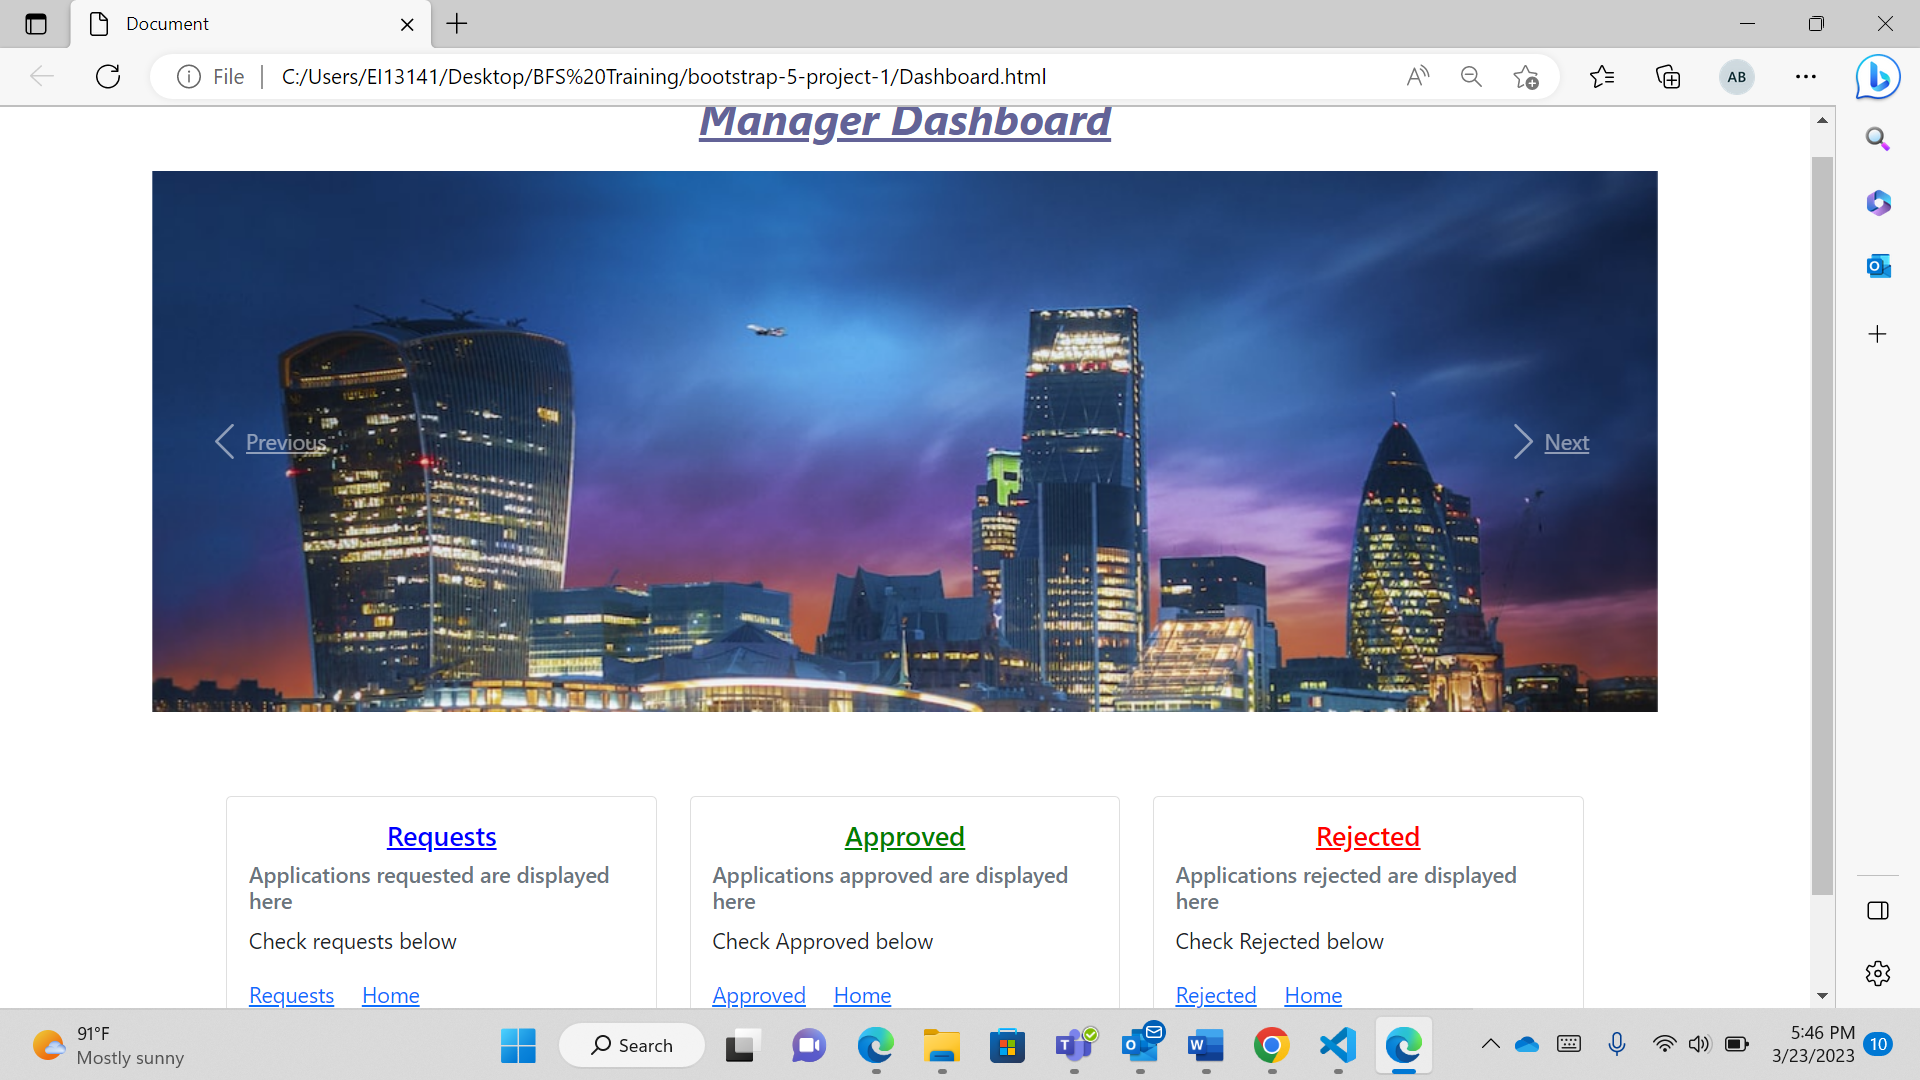 Document
File
C:/Users/EI13141/Desktop/BFS%20Training/bootstrap-5-project-1/Dashboard.html
AB
Manager Dashboard
Previous
Next
Requests
Applications requested are displayed
here
Check requests below
Requests Home
Approved
Applications approved are displayed
here
Check Approved below
Approved Home
Rejected
Applications rejected are displayed
here
Check Rejected below
Rejected Home
91°F
Mostly sunny
Search
5:46 PM
3/23/2023
10